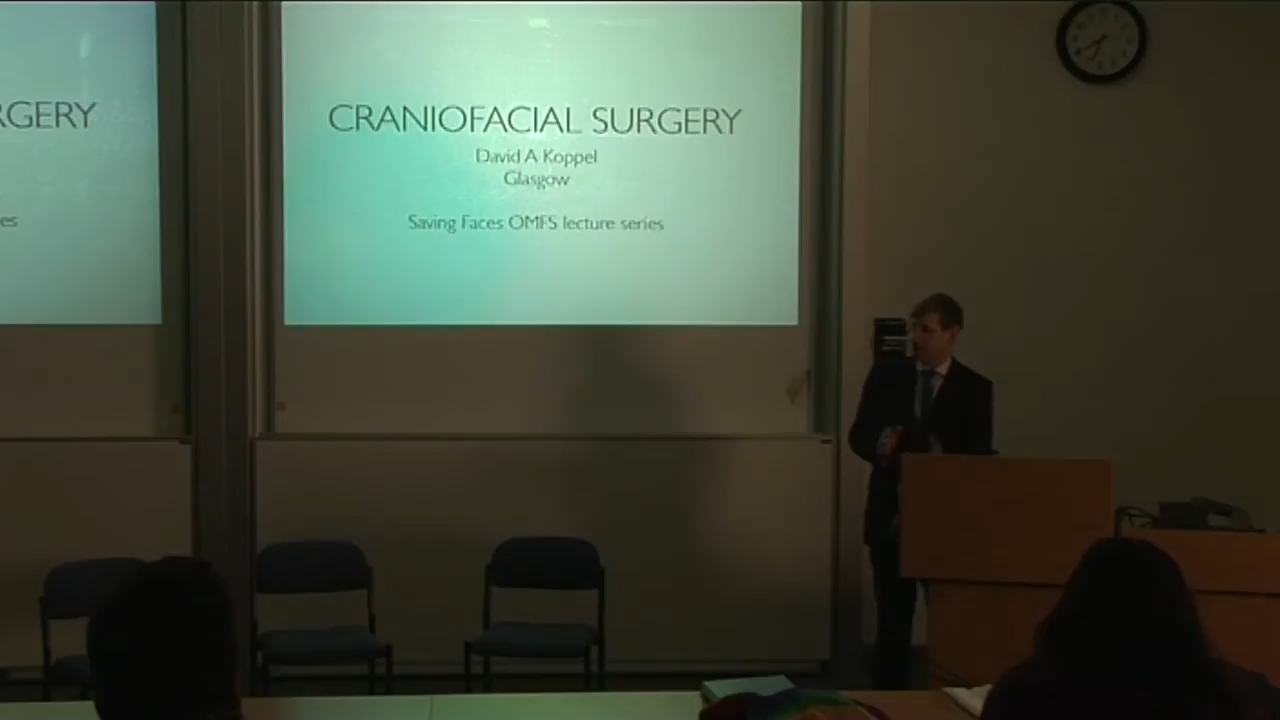 RGERY
es
CRANIOFACIAL SURGERY
David A Koppel
Glasgow
Saving Faces OMFS lecture series